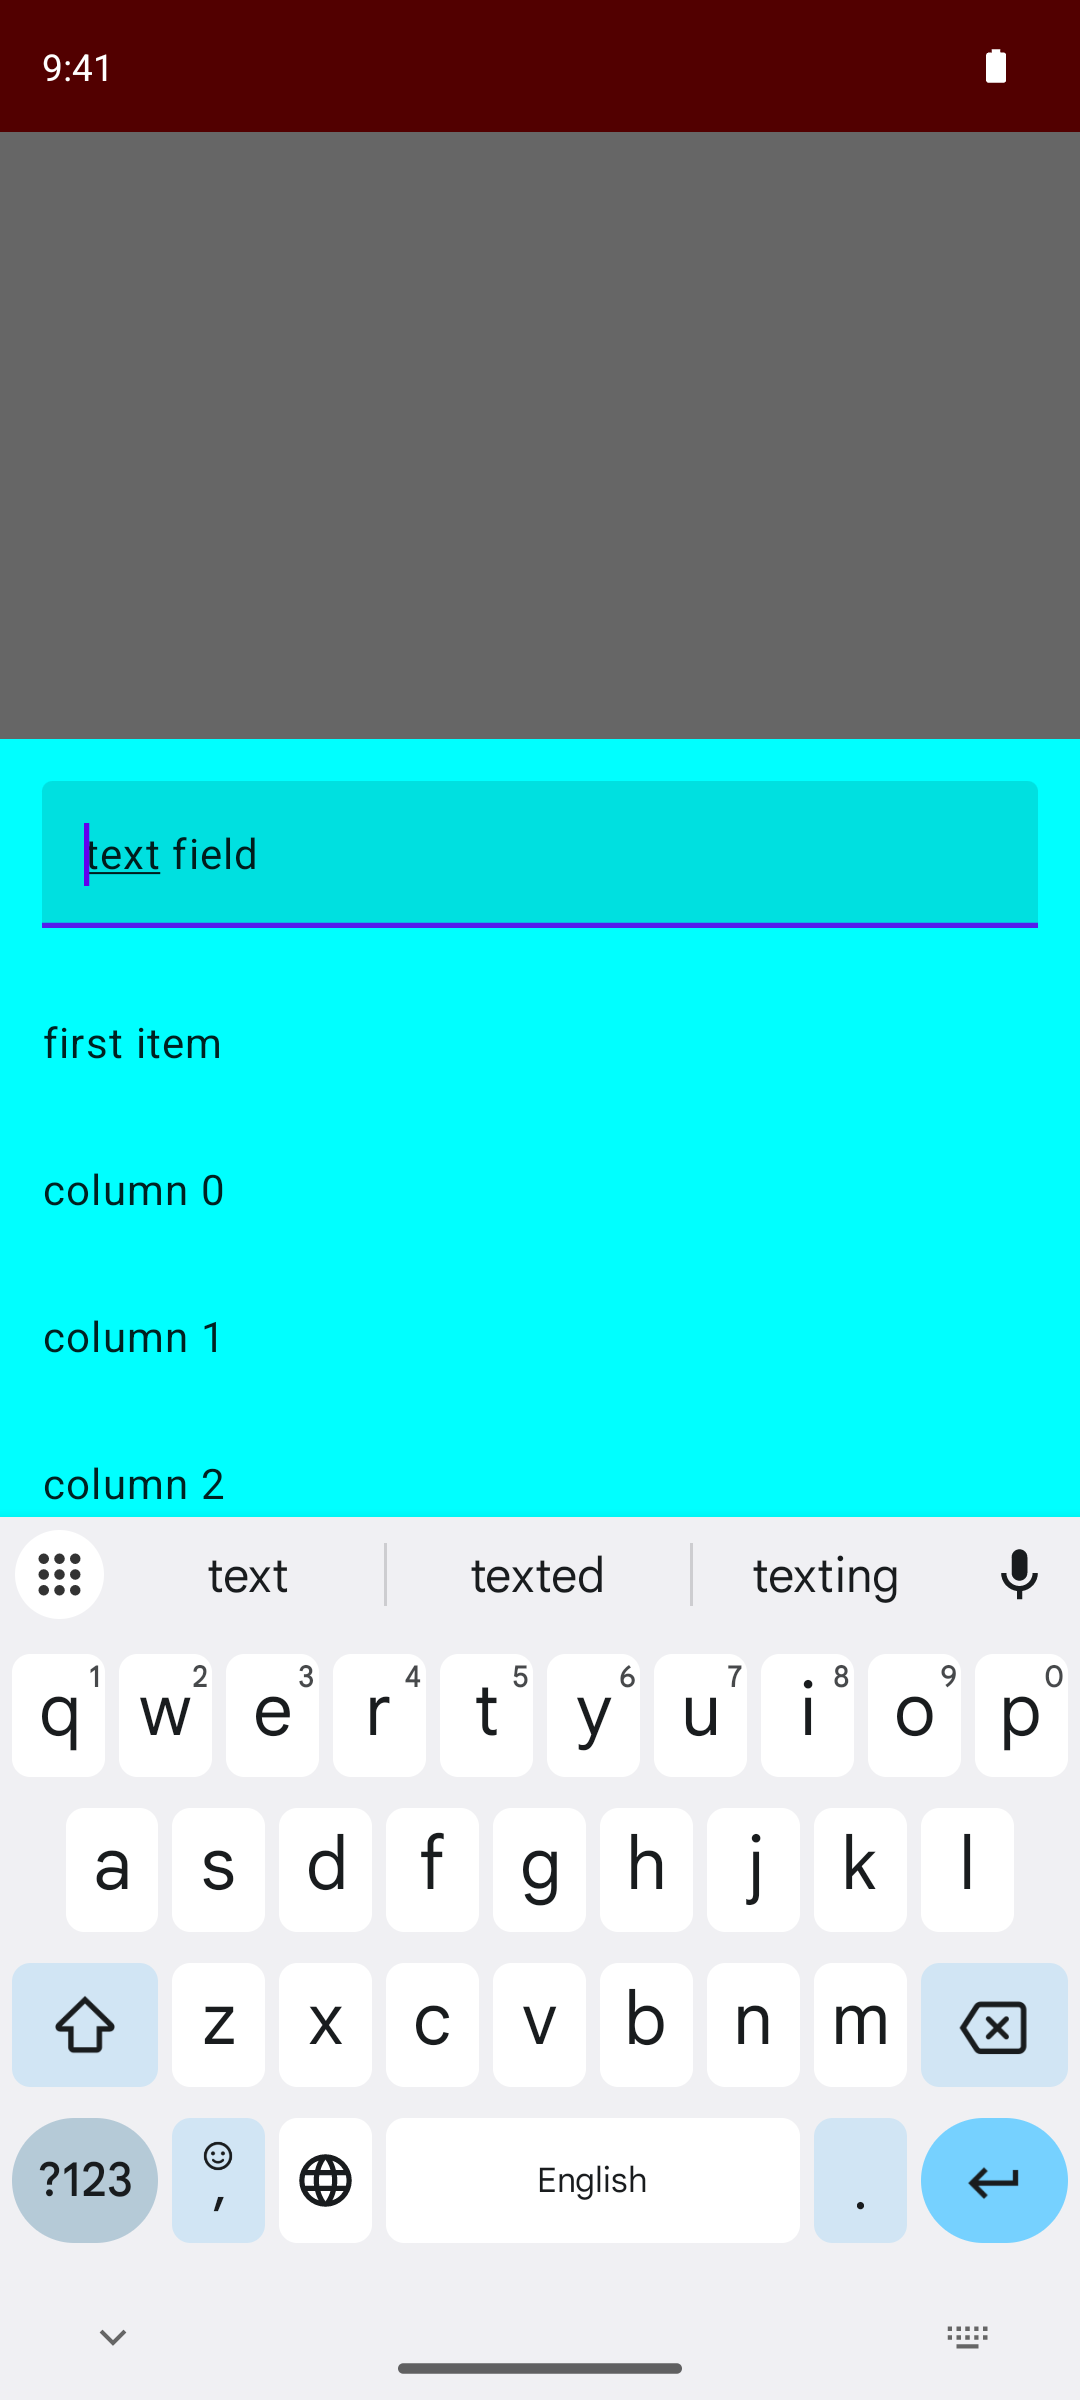 9:41
text field
first item
column 0
column 1
column 2
text texted texting
q 1 w 2 e 3 r 4 t 5 y 6 u 7 i 8 o 9 p 0
a s d f g h j k l
z x c v b n m
?123 , English .